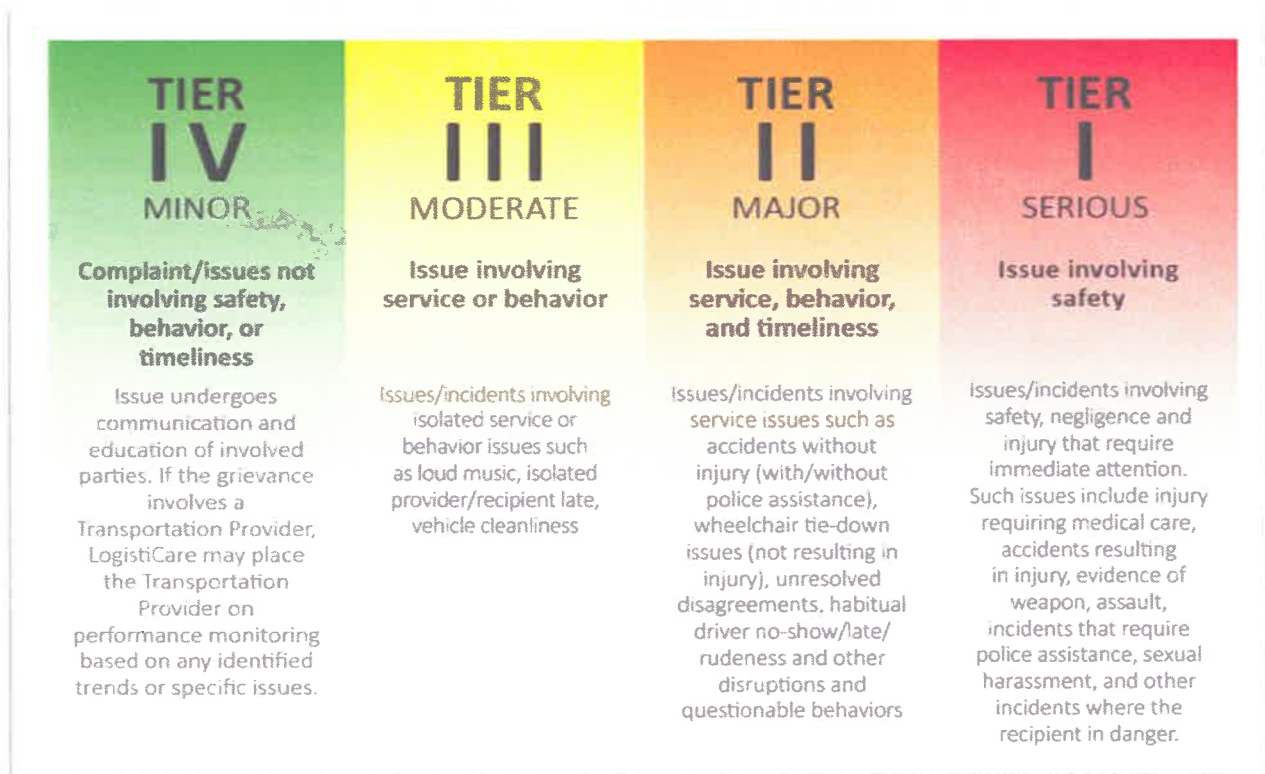 TIER
IV
MINOR
Complaint/issues not
involving safety,
behavior, or
timeliness
Issue undergoes
communication and
education of involved
parties. If the grievance
involves a
Transportation Provider,
LogistiCare may place
the Transportation
Provider on
performance monitoring
based on any identified
trends or specific issues.
TIER
III
MODERATE
Issue involving
service or behavior
Issues/incidents involving
isolated service or
behavior issues such
as loud music, isolated
provider/recipient late,
vehicle cleanliness
TIER
II
MAJOR
Issue involving
service, behavior,
and timeliness
Issues/incidents involving
service issues such as
accidents without
injury (with/without
police assistance),
wheelchair tie-down
issues (not resulting in
injury), unresolved
disagreements, habitual
driver no-show/late/
rudeness and other
disruptions and
questionable behaviors
TIER
I
SERIOUS
Issue involving
safety
Issues/incidents involving
safety, negligence and
injury that require
immediate attention.
Such issues include injury
requiring medical care,
accidents resulting
in injury, evidence of
weapon, assault,
incidents that require
police assistance, sexual
harassment, and other
incidents where the
recipient in danger.